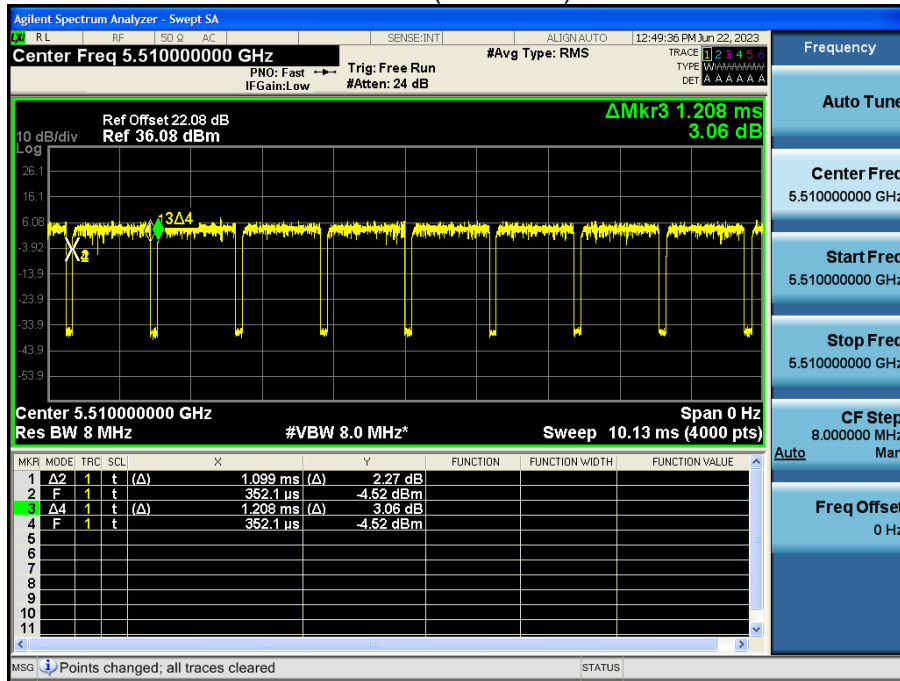 Agilent Spectrum Analyzer - Swept SA
LXI RL RF 50 Ω AC SENSE:INT ALIGN AUTO 12:49:36 PM Jun 22, 2023
Center Freq 5.510000000 GHz #Avg Type: RMS TRACE 1 2 3 4 5 6
PNO: Fast Trig: Free Run TYPE WWWWWW
IFGain:Low #Atten: 24 dB DET A A A A A A
Frequency
Auto Tune
Ref Offset 22.08 dB ΔMkr3 1.208 ms
10 dB/div Ref 36.08 dBm 3.06 dB
Log
26.1
16.1
6.08
-3.92
-13.9
-23.9
-33.9
-43.9
-53.9
3Δ4
Center Freq
5.510000000 GHz
Start Freq
5.510000000 GHz
Stop Freq
5.510000000 GHz
Center 5.510000000 GHz Span 0 Hz
Res BW 8 MHz #VBW 8.0 MHz* Sweep 10.13 ms (4000 pts)
CF Step
8.000000 MHz
Auto Man
MKR MODE TRC SCL X Y FUNCTION FUNCTION WIDTH FUNCTION VALUE
1 Δ2 1 t (Δ) 1.099 ms (Δ) 2.27 dB
2 F 1 t 352.1 µs -4.52 dBm
3 Δ4 1 t (Δ) 1.208 ms (Δ) 3.06 dB
4 F 1 t 352.1 µs -4.52 dBm
5
6
7
8
9
10
11
Freq Offset
0 Hz
MSG Points changed; all traces cleared STATUS